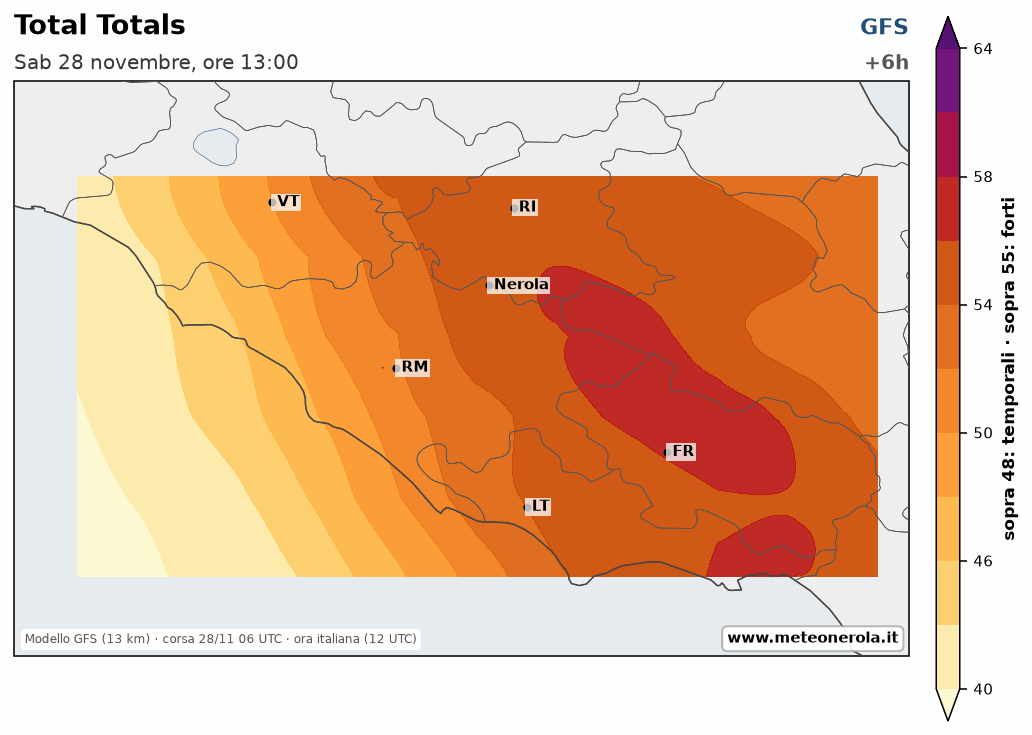 Total Totals
GFS
Sab 28 novembre, ore 13:00
+6h
64
58
54
50
46
40
sopra 48: temporali · sopra 55: forti
VT
RI
Nerola
RM
FR
LT
Modello GFS (13 km) · corsa 28/11 06 UTC · ora italiana (12 UTC)
www.meteonerola.it